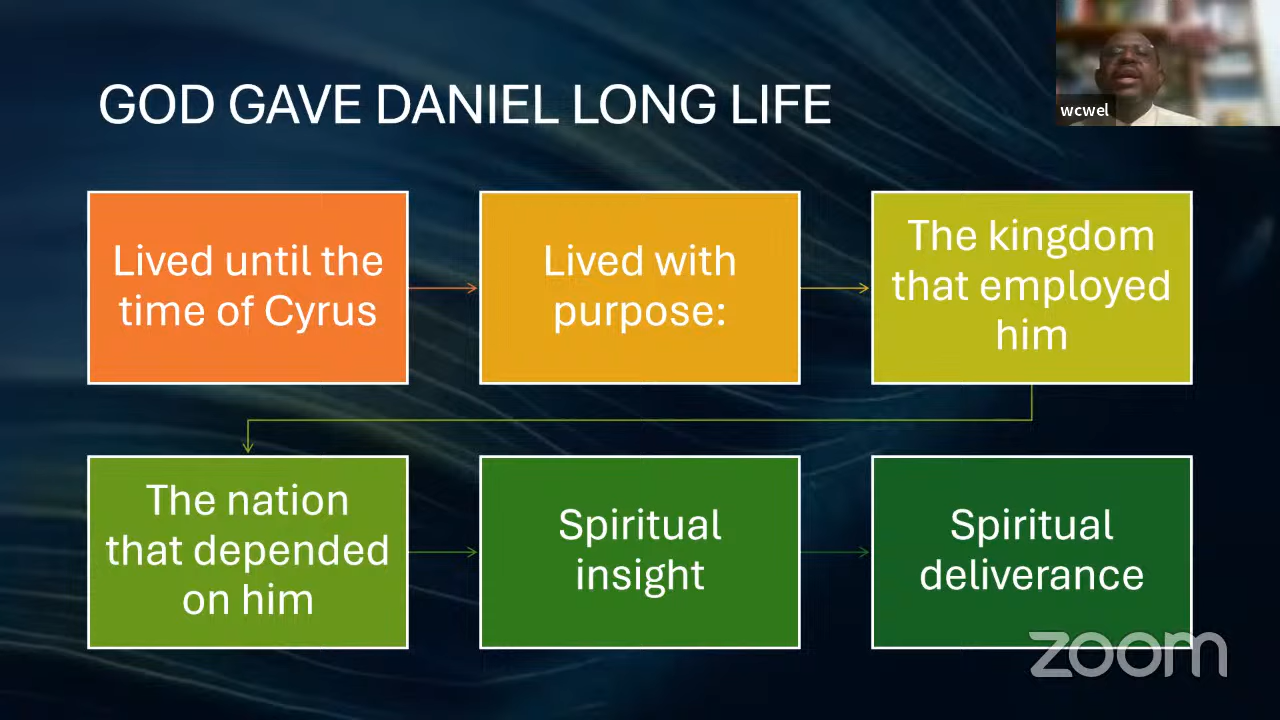 GOD GAVE DANIEL LONG LIFE
wcwel
Lived until the
time of Cyrus
Lived with
purpose:
The kingdom
that employed
him
The nation
that depended
on him
Spiritual
insight
Spiritual
deliverance
zoom